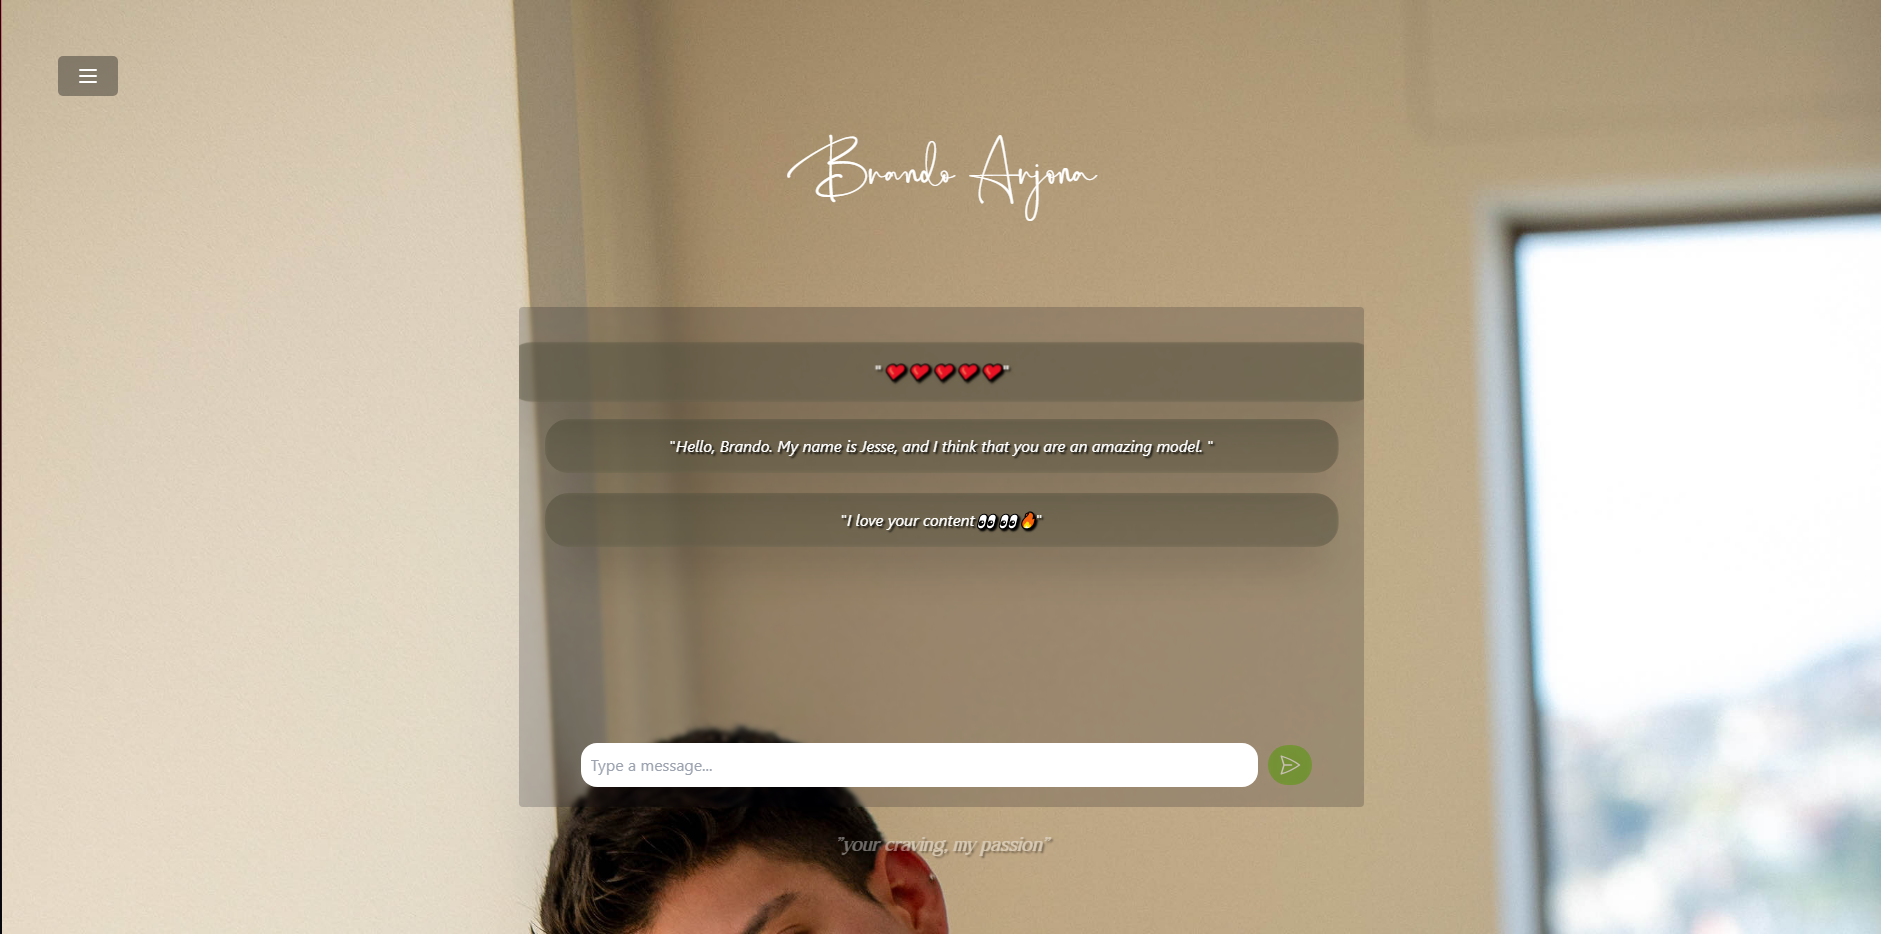 Brando Arjona
"❤️❤️❤️❤️❤️"
"Hello, Brando. My name is Jesse, and I think that you are an amazing model. "
"I love your content👀👀🔥"
Type a message...
"your craving, my passion"